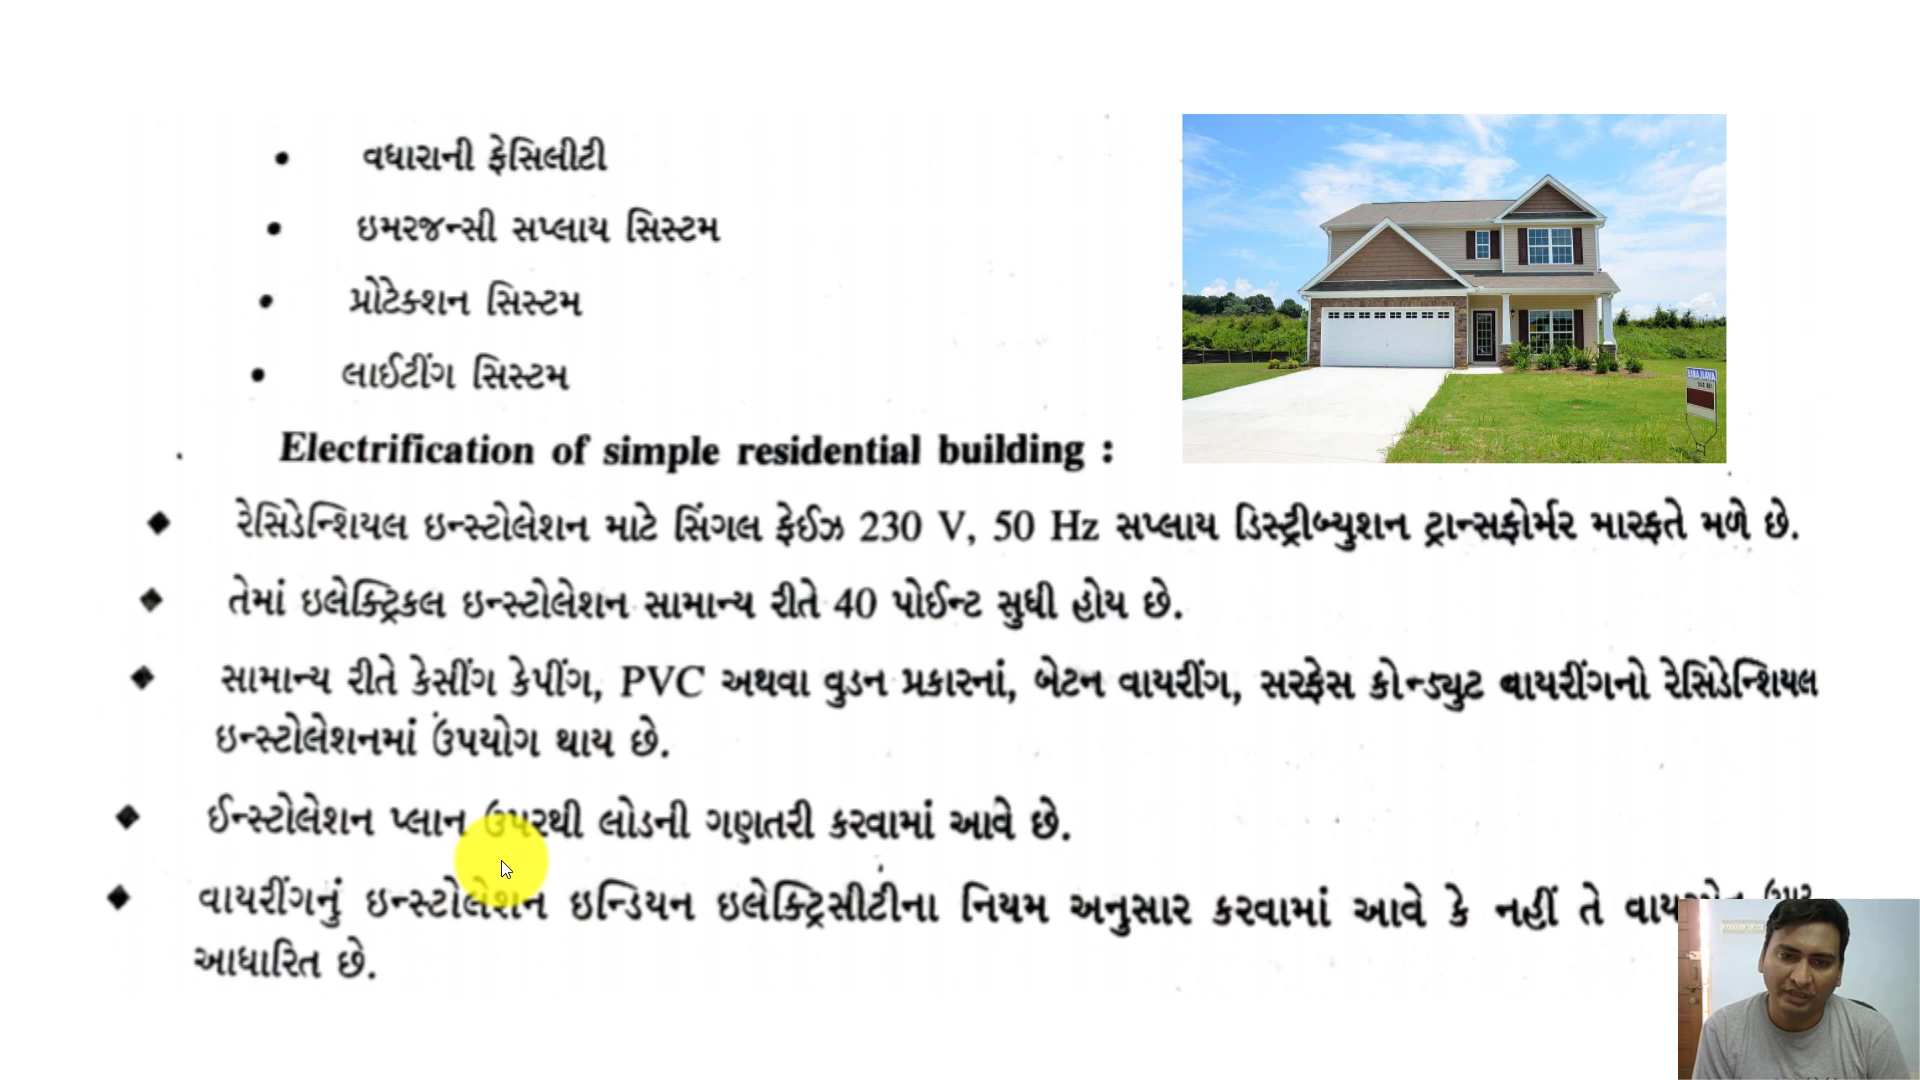 વધારાની ફેસિલીટી
ઇમરજન્સી સપ્લાય સિસ્ટમ
પ્રોટેક્શન સિસ્ટમ
લાઈટીંગ સિસ્ટમ
Electrification of simple residential building :
રેસિડેન્શિયલ ઇન્સ્ટોલેશન માટે સિંગલ ફેઈઝ 230 V, 50 Hz સપ્લાય ડિસ્ટ્રીબ્યુશન ટ્રાન્સફોર્મર મારફતે મળે છે.
તેમાં ઇલેક્ટ્રિકલ ઇન્સ્ટોલેશન સામાન્ય રીતે 40 પોઈન્ટ સુધી હોય છે.
સામાન્ય રીતે કેસીંગ કેપીંગ, PVC અથવા વુડન પ્રકારનાં, બેટન વાયરીંગ, સરફેસ કોન્ડ્યુટ વાયરીંગનો રેસિડેન્શિયલ
ઇન્સ્ટોલેશનમાં ઉપયોગ થાય છે.
ઈન્સ્ટોલેશન પ્લાન ઉપરથી લોડની ગણતરી કરવામાં આવે છે.
વાયરીંગનું ઇન્સ્ટોલેશન ઇન્ડિયન ઇલેક્ટ્રિસીટીના નિયમ અનુસાર કરવામાં આવે કે નહીં તે
આધારિત છે.